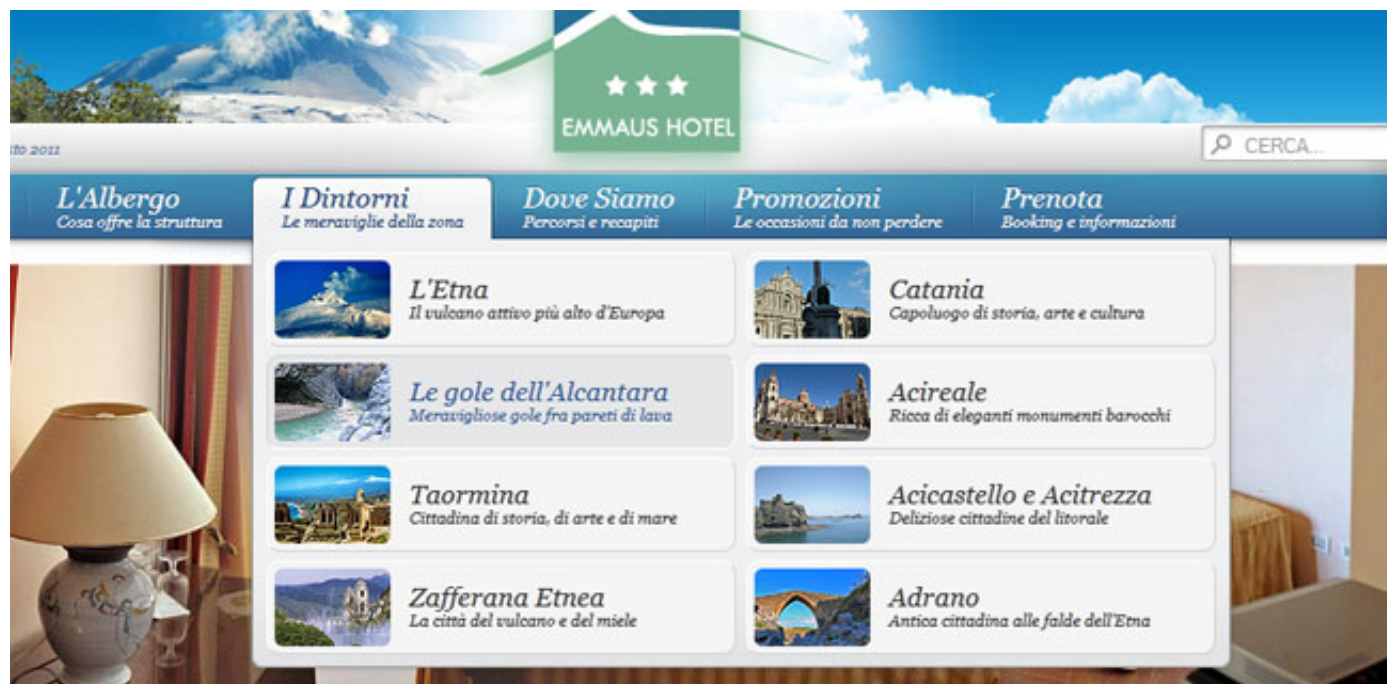 EMMAUS HOTEL
2011
CERCA...
L'Albergo
Cosa offre la struttura
I Dintorni
Le meraviglie della zona
Dove Siamo
Percorsi e recapiti
Promozioni
Le occasioni da non perdere
Prenota
Booking e informazioni
L'Etna
Il vulcano attivo più alto d'Europa
Catania
Capoluogo di storia, arte e cultura
Le gole dell'Alcantara
Meravigliose gole fra pareti di lava
Acireale
Ricca di eleganti monumenti barocchi
Taormina
Cittadina di storia, di arte e di mare
Acicastello e Acitrezza
Deliziose cittadine del litorale
Zafferana Etnea
La città del vulcano e del miele
Adrano
Antica cittadina alle falde dell'Etna